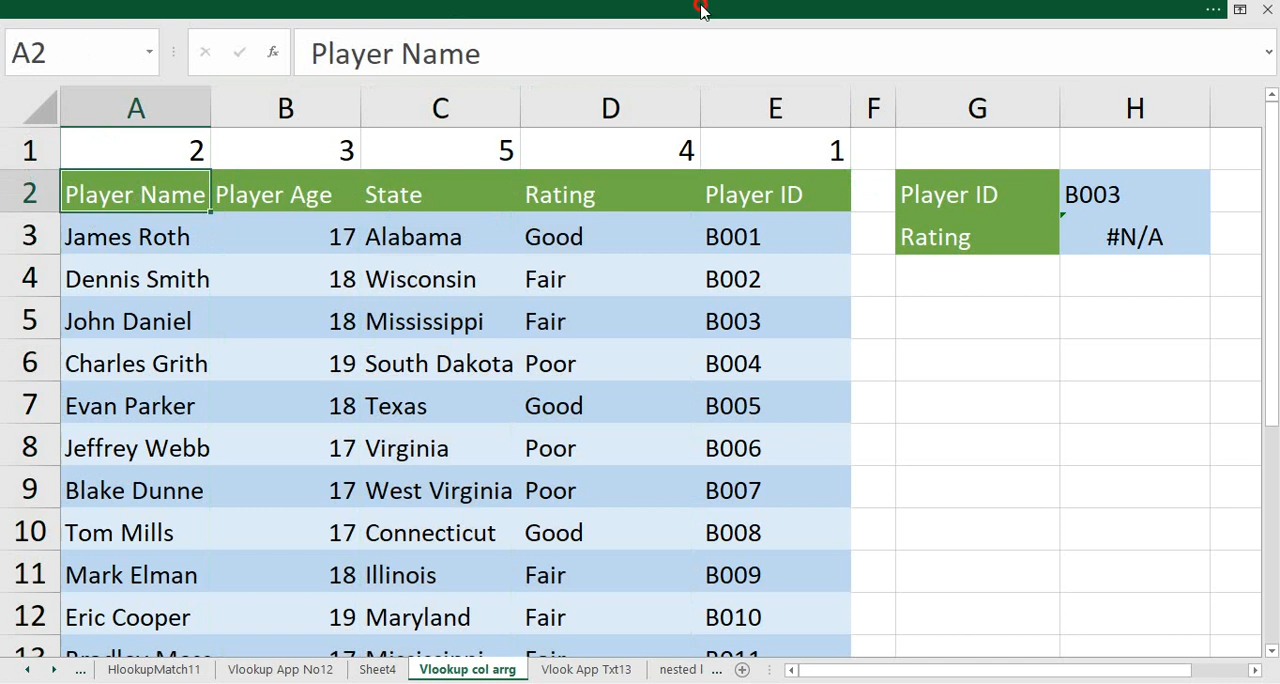 A2 fx Player Name
A B C D E F G H
1 2 3 5 4 1
2 Player Name Player Age State Rating Player ID Player ID B003
3 James Roth 17 Alabama Good B001 Rating #N/A
4 Dennis Smith 18 Wisconsin Fair B002
5 John Daniel 18 Mississippi Fair B003
6 Charles Grith 19 South Dakota Poor B004
7 Evan Parker 18 Texas Good B005
8 Jeffrey Webb 17 Virginia Poor B006
9 Blake Dunne 17 West Virginia Poor B007
10 Tom Mills 17 Connecticut Good B008
11 Mark Elman 18 Illinois Fair B009
12 Eric Cooper 19 Maryland Fair B010
13 17
... HlookupMatch11 Vlookup App No12 Sheet4 Vlookup col arrg Vlook App Txt13 nested l ...